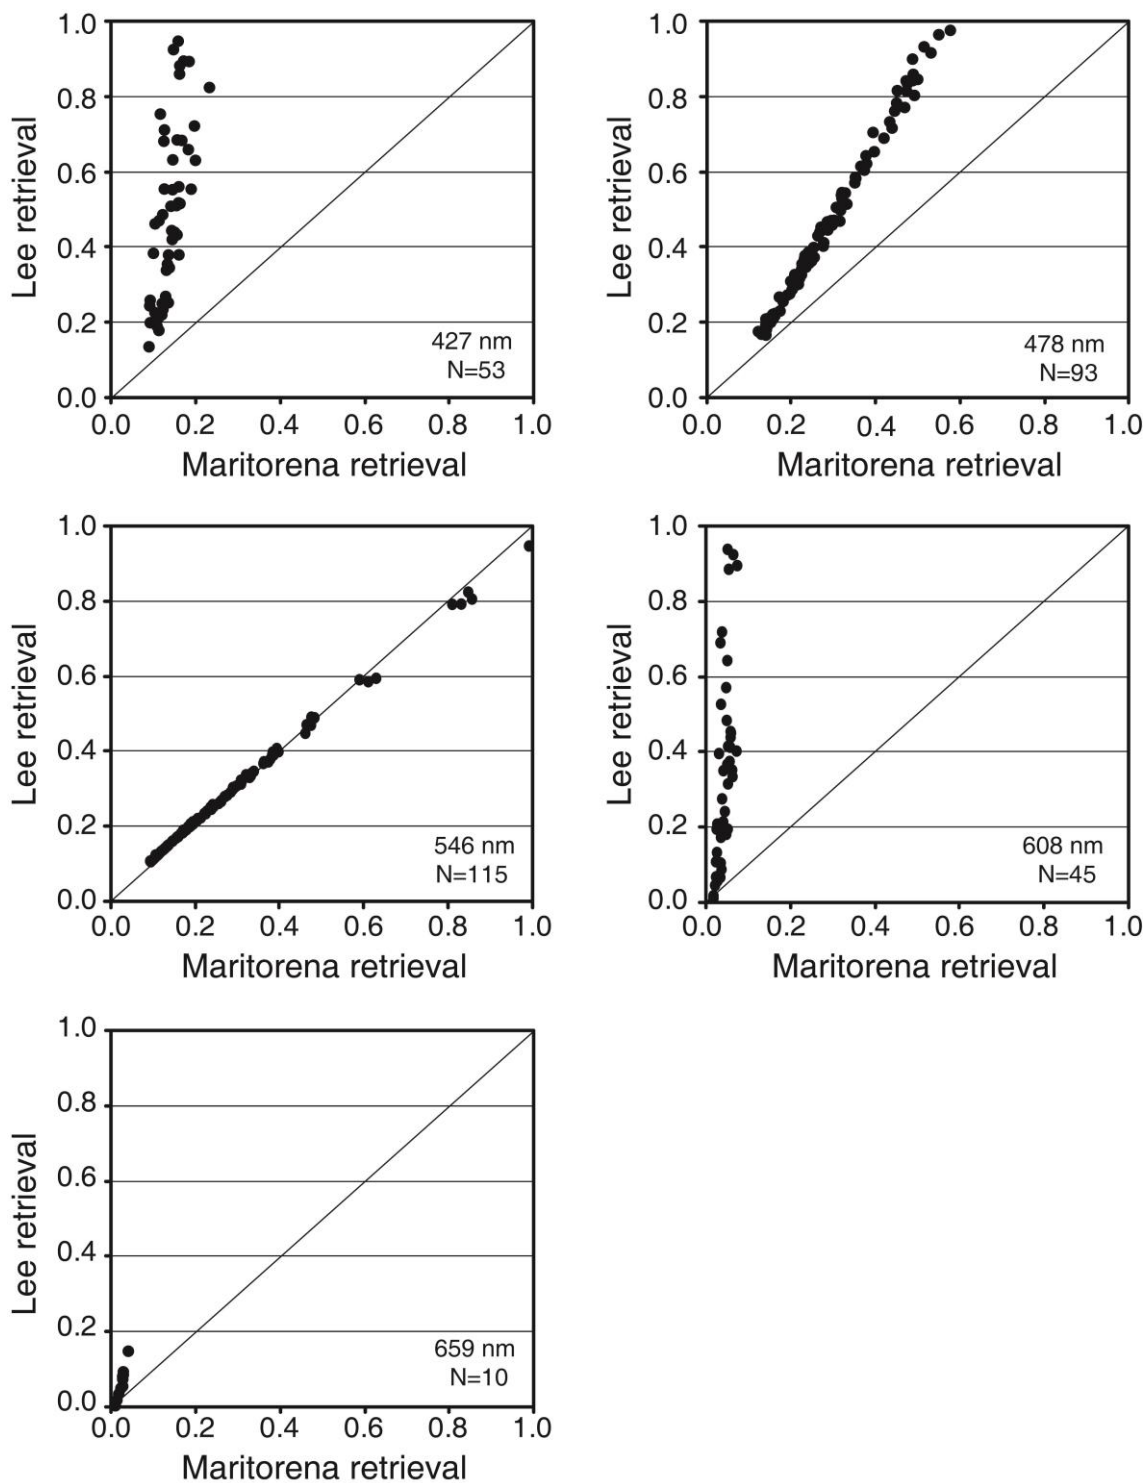 1.0
0.8
0.6
0.4
0.2
0.0
Lee retrieval
427 nm
N=53
0.0 0.2 0.4 0.6 0.8 1.0
Maritorena retrieval
1.0
0.8
0.6
0.4
0.2
0.0
Lee retrieval
478 nm
N=93
0.0 0.2 0.4 0.6 0.8 1.0
Maritorena retrieval
1.0
0.8
0.6
0.4
0.2
0.0
Lee retrieval
546 nm
N=115
0.0 0.2 0.4 0.6 0.8 1.0
Maritorena retrieval
1.0
0.8
0.6
0.4
0.2
0.0
Lee retrieval
608 nm
N=45
0.0 0.2 0.4 0.6 0.8 1.0
Maritorena retrieval
1.0
0.8
0.6
0.4
0.2
0.0
Lee retrieval
659 nm
N=10
0.0 0.2 0.4 0.6 0.8 1.0
Maritorena retrieval